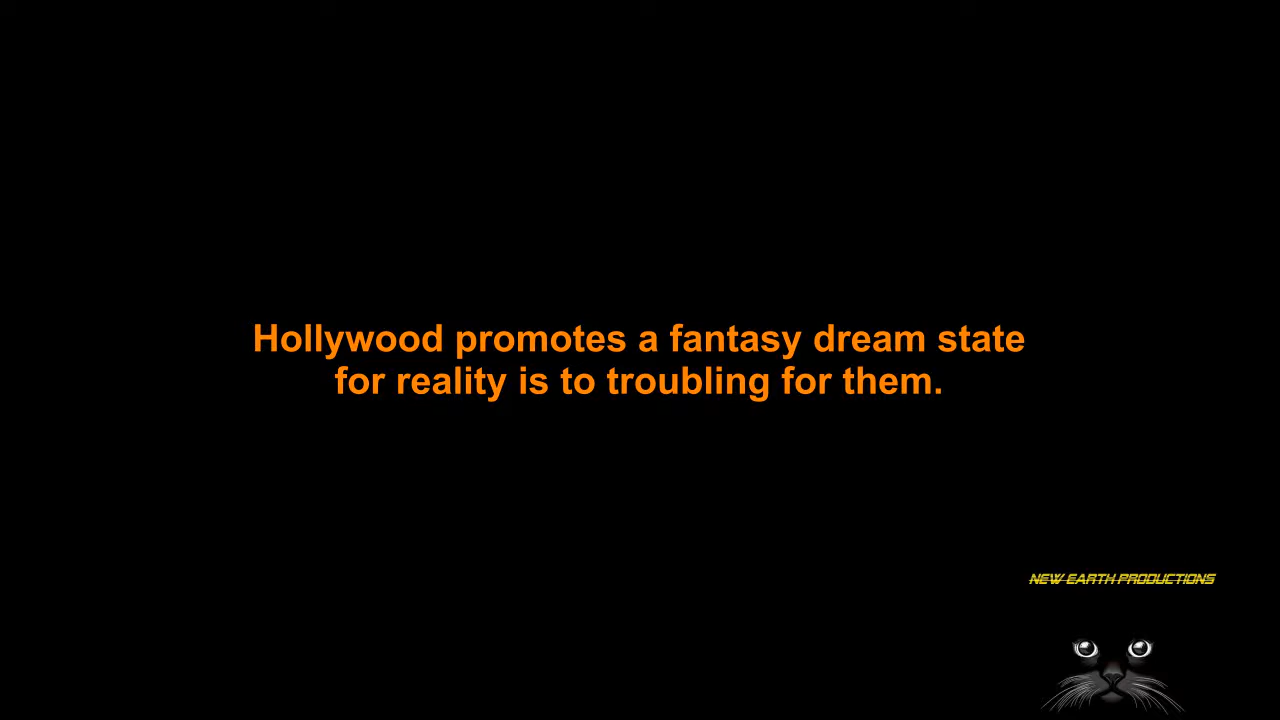 Hollywood promotes a fantasy dream state
for reality is to troubling for them.
NEW EARTH PRODUCTIONS